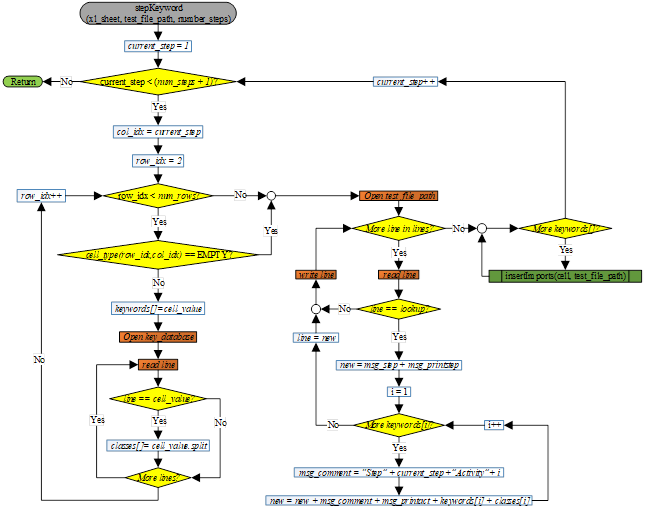 stepKeyword
(xl_sheet, test_file_path, number_steps)
current_step = 1
Return
No
current_step < (num_steps + 1)?
current_step++
Yes
col_idx = current_step
row_idx = 2
row_idx++
row_idx < num_rows?
No
Open test_file_path
Yes
Yes
More line in lines?
No
More keywords[]?
cell_type(row_idx,col_idx) == EMPTY?
Yes
Yes
No
write line
read line
insertImports(cell, test_file_path)
keywords[]=cell_value
No
line == lookup?
Open key_database
line = new
Yes
No
read line
new = msg_step + msg_printstep
line == cell_value?
i = 1
Yes
Yes
No
No
More keywords[i?
i++
classes[]= cell_value.split
Yes
More lines?
msg_comment = "Step" + current_step +"Activity"+ i
new = new + msg_comment + msg_printact + keywords[i] + classes[i]